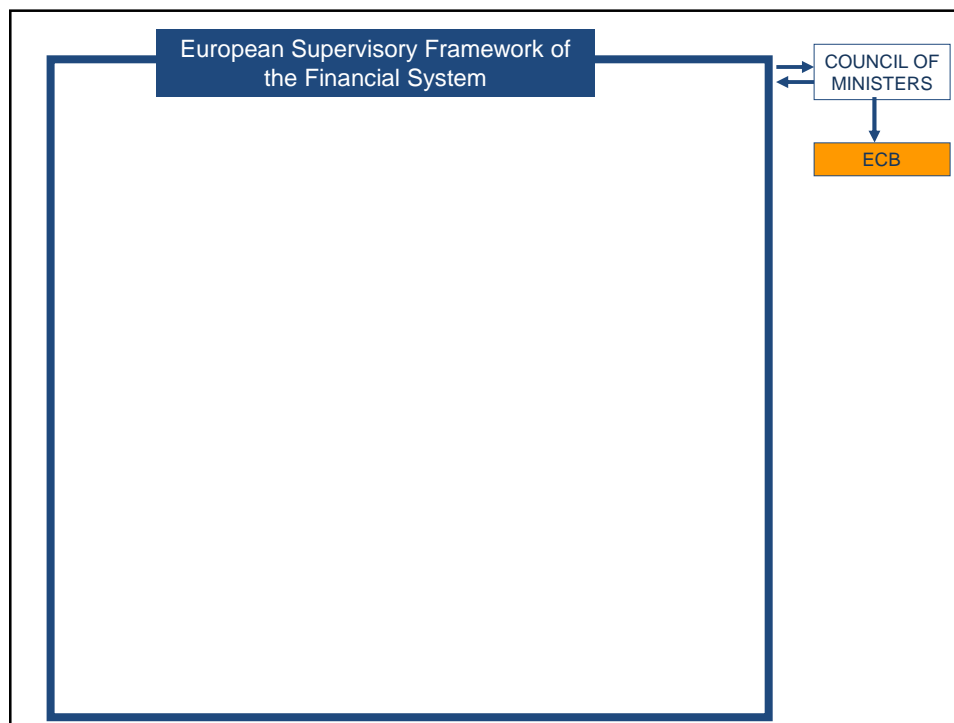 European Supervisory Framework of
the Financial System
COUNCIL OF
MINISTERS
ECB